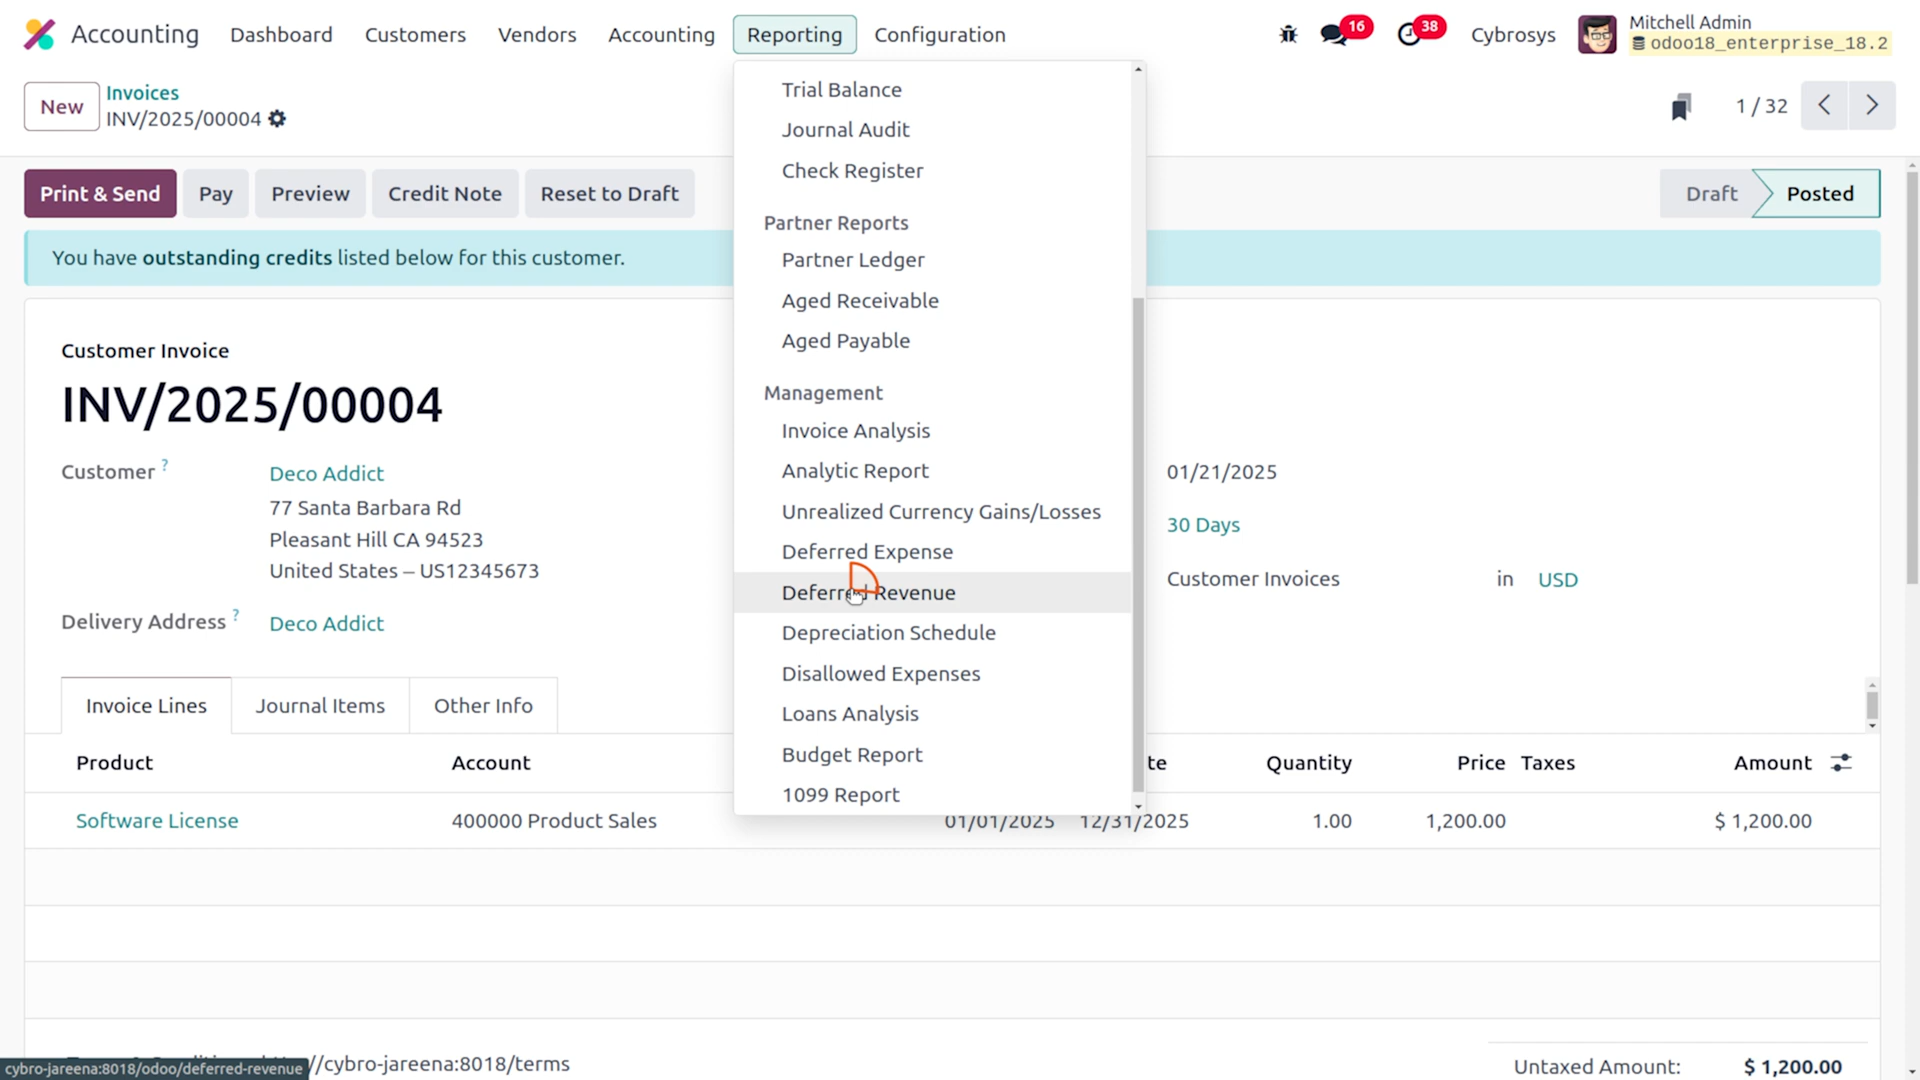 Accounting Dashboard Customers Vendors Accounting Reporting Configuration 16 38 Cybrosys Mitchell Admin
odoo18_enterprise_18.2
New Invoices
INV/2025/00004 1 / 32
Print & Send Pay Preview Credit Note Reset to Draft Draft Posted
You have outstanding credits listed below for this customer.
Trial Balance
Journal Audit
Check Register
Partner Reports
Partner Ledger
Aged Receivable
Aged Payable
Management
Invoice Analysis
Analytic Report
Unrealized Currency Gains/Losses
Deferred Expense
Deferred Revenue
Depreciation Schedule
Disallowed Expenses
Loans Analysis
Budget Report
1099 Report
Customer Invoice
INV/2025/00004
Customer ? Deco Addict
77 Santa Barbara Rd
Pleasant Hill CA 94523
United States – US12345673
Delivery Address ? Deco Addict
01/21/2025
30 Days
Customer Invoices in USD
Invoice Lines Journal Items Other Info
Product Account te Quantity Price Taxes Amount
Software License 400000 Product Sales 01/01/2025 12/31/2025 1.00 1,200.00 $ 1,200.00
//cybro-jareena:8018/terms
Untaxed Amount: $ 1,200.00
cybro-jareena:8018/odoo/deferred-revenue